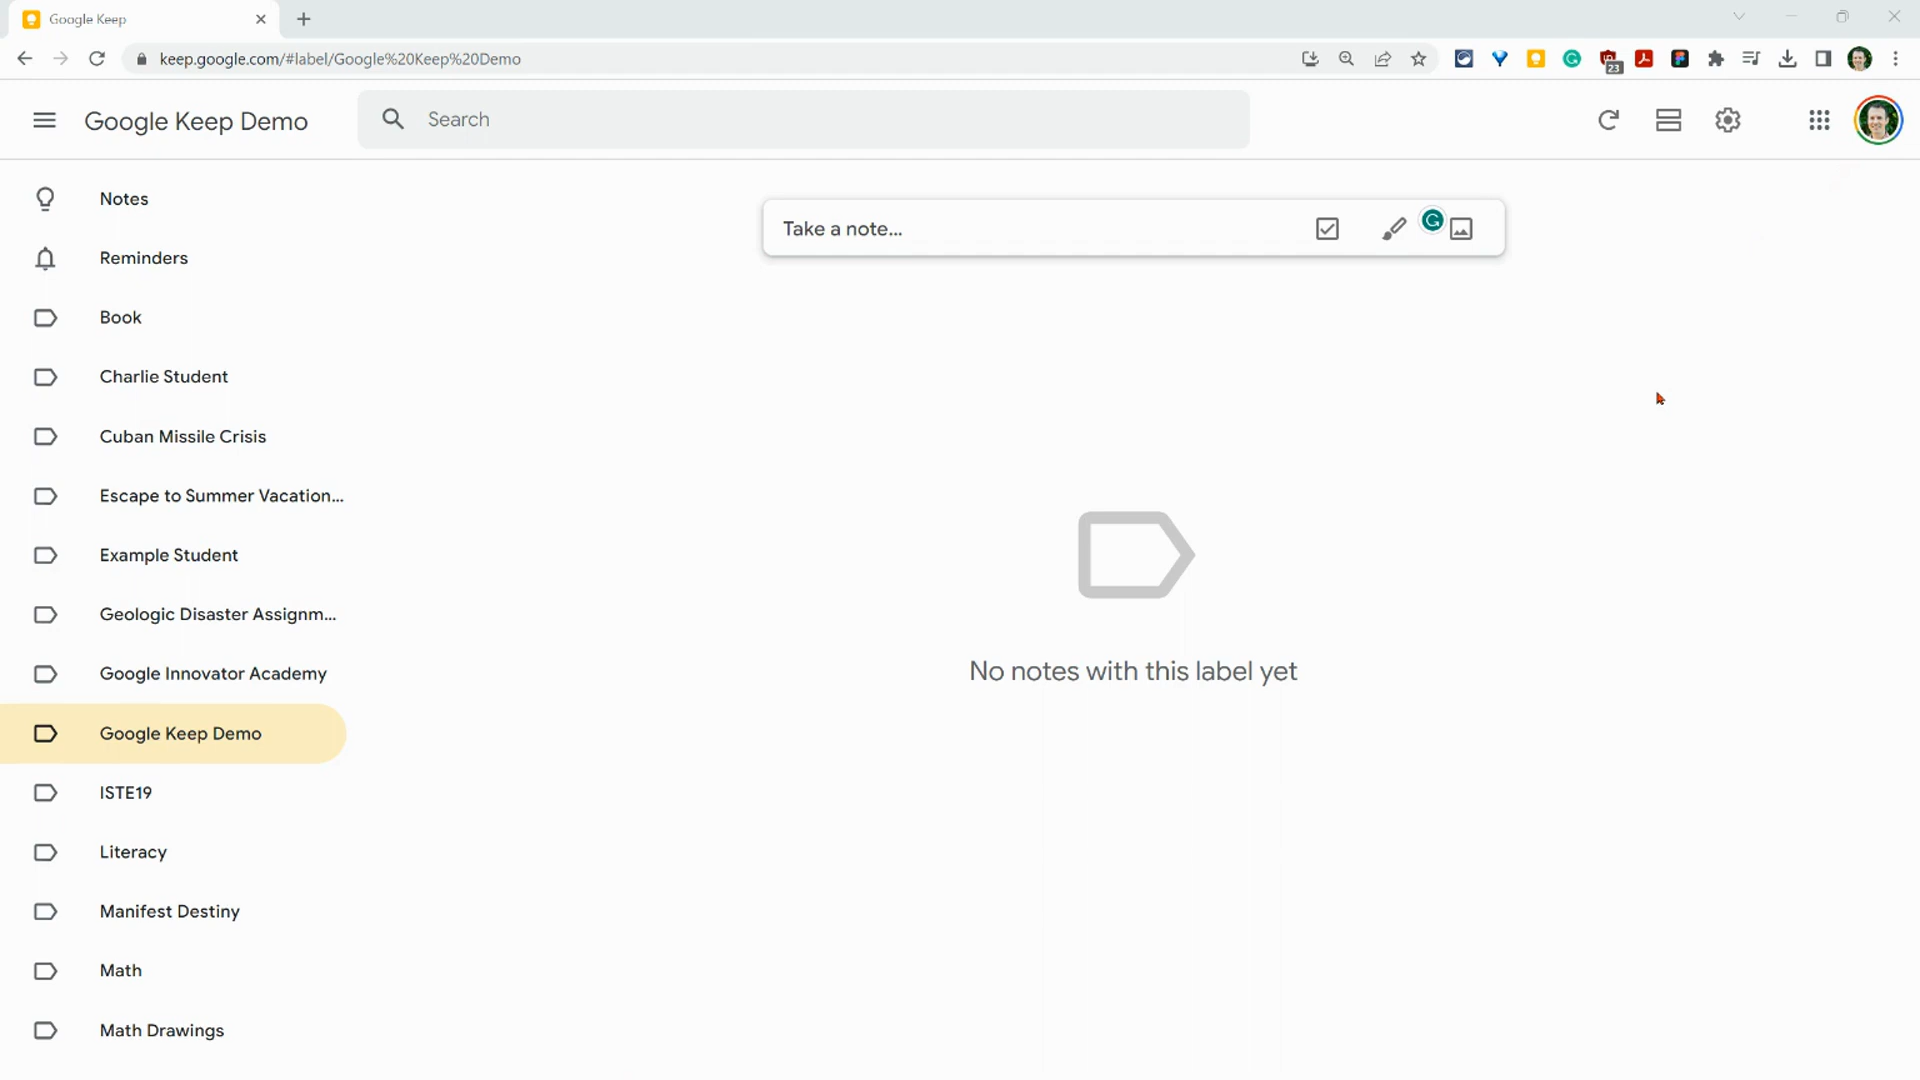 Google Keep
keep.google.com/#label/Google%20Keep%20Demo
23
Google Keep Demo
Search
Notes
Take a note...
Reminders
Book
Charlie Student
Cuban Missile Crisis
Escape to Summer Vacation...
Example Student
Geologic Disaster Assignm...
Google Innovator Academy
No notes with this label yet
Google Keep Demo
ISTE19
Literacy
Manifest Destiny
Math
Math Drawings